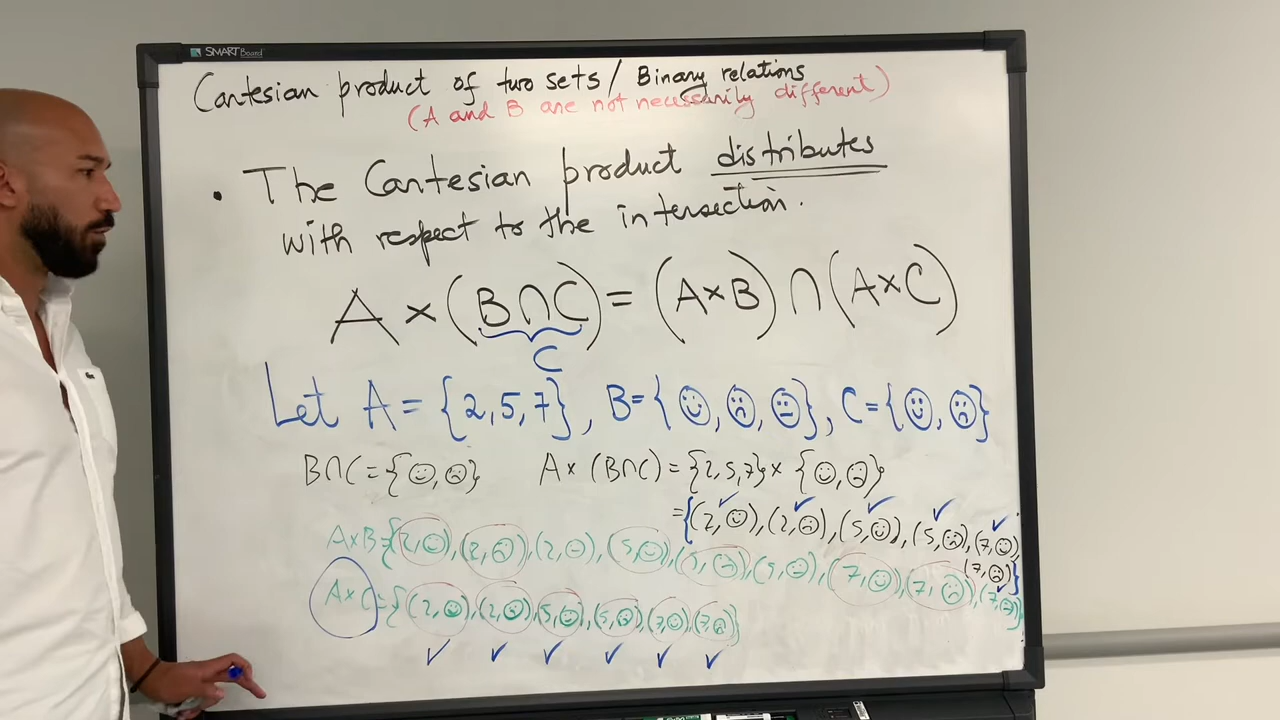 SMART Board
Cartesian product of two sets / Binary relations
(A and B are not necessarily different)
• The Cartesian product distributes
with respect to the intersection.
A × (B∩C) = (A×B) ∩ (A×C)
C
Let A = {2,5,7}, B={☺,☹,😐}, C={☺,☹}
B∩C={☺,☹} A × (B∩C) = {2,5,7} × {☺,☹}
={(2,☺),(2,☹),(5,☺),(5,☹),(7,☺),
(7,☹)}
A×B={(2,☺),(2,☹),(2,😐),(5,☺),(5,☹),(5,😐),(7,☺),(7,☹),(7,😐)}
A×C={(2,☺),(2,☹),(5,☺),(5,☹),(7,☺),(7,☹)}
✓ ✓ ✓ ✓ ✓ ✓